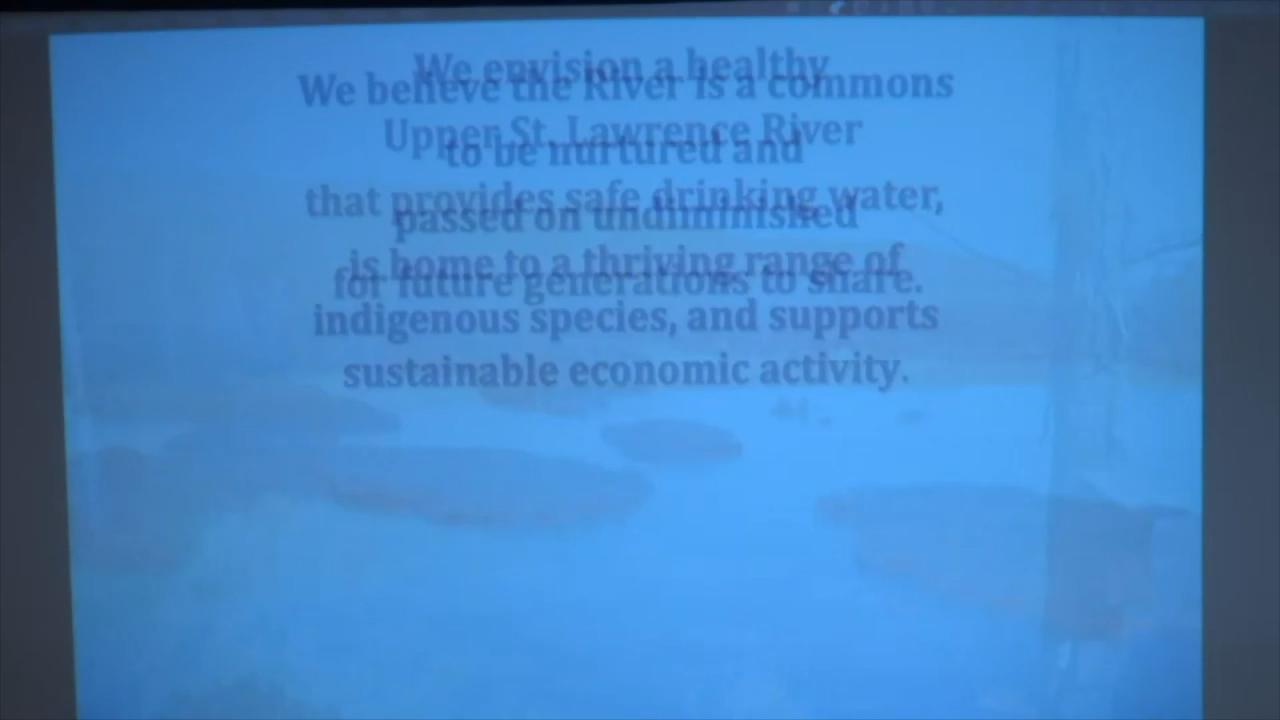 We envision a healthy
We believe the River is a commons
Upper St. Lawrence River
to be nurtured and
that provides safe drinking water,
passed on undiminished
is home to a thriving range of
for future generations to share.
indigenous species, and supports
sustainable economic activity.